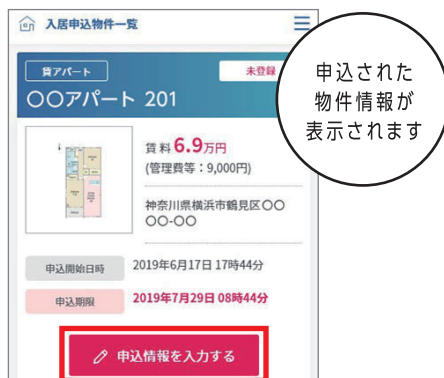 入居申込物件一覧
貸アパート
未登録
〇〇アパート 201
賃料6.9万円
(管理費等：9,000円)
神奈川県横浜市鶴見区〇〇
〇〇-〇〇
申込開始日時 2019年6月17日 17時44分
申込期限 2019年7月29日 08時44分
申込情報を入力する
申込された
物件情報が
表示されます